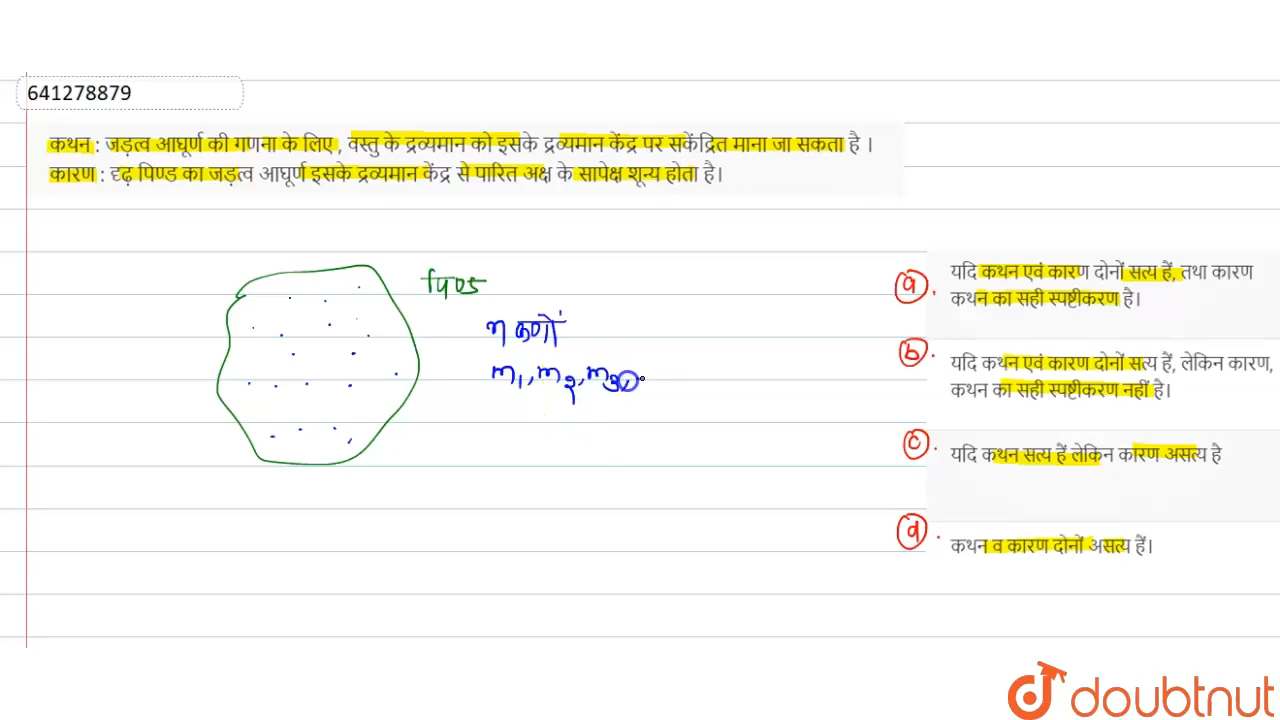 641278879
कथन : जड़त्व आघूर्ण की गणना के लिए , वस्तु के द्रव्यमान को इसके द्रव्यमान केंद्र पर सकेंद्रित माना जा सकता है ।
कारण : दृढ़ पिण्ड का जड़त्व आघूर्ण इसके द्रव्यमान केंद्र से पारित अक्ष के सापेक्ष शून्य होता है।
पिण्ड
n कणों
m₁, m₂, m₃, .
a. यदि कथन एवं कारण दोनों सत्य हैं, तथा कारण
कथन का सही स्पष्टीकरण है।
b. यदि कथन एवं कारण दोनों सत्य हैं, लेकिन कारण,
कथन का सही स्पष्टीकरण नहीं है।
c. यदि कथन सत्य हैं लेकिन कारण असत्य है
d. कथन व कारण दोनों असत्य हैं।
doubtnut